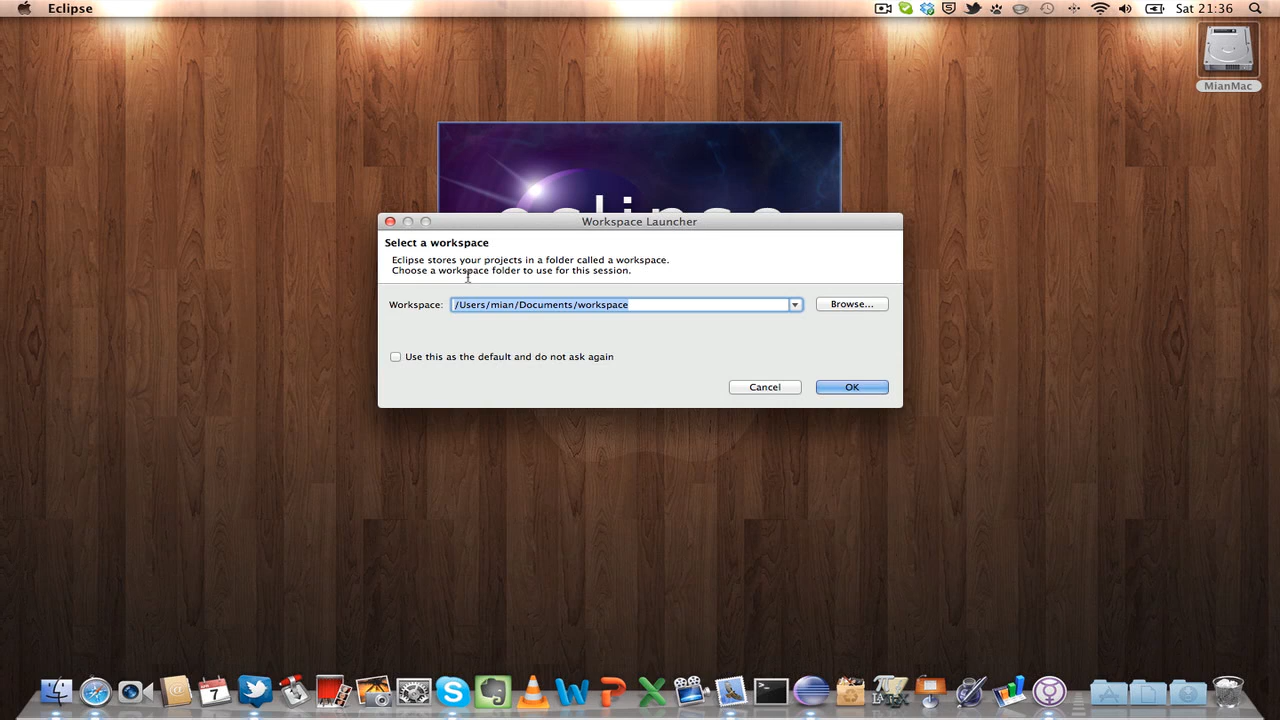 Eclipse
Sat 21:36
MianMac
eclipse
Workspace Launcher
Select a workspace
Eclipse stores your projects in a folder called a workspace.
Choose a workspace folder to use for this session.
Workspace: /Users/mian/Documents/workspace Browse...
Use this as the default and do not ask again
Cancel OK
7